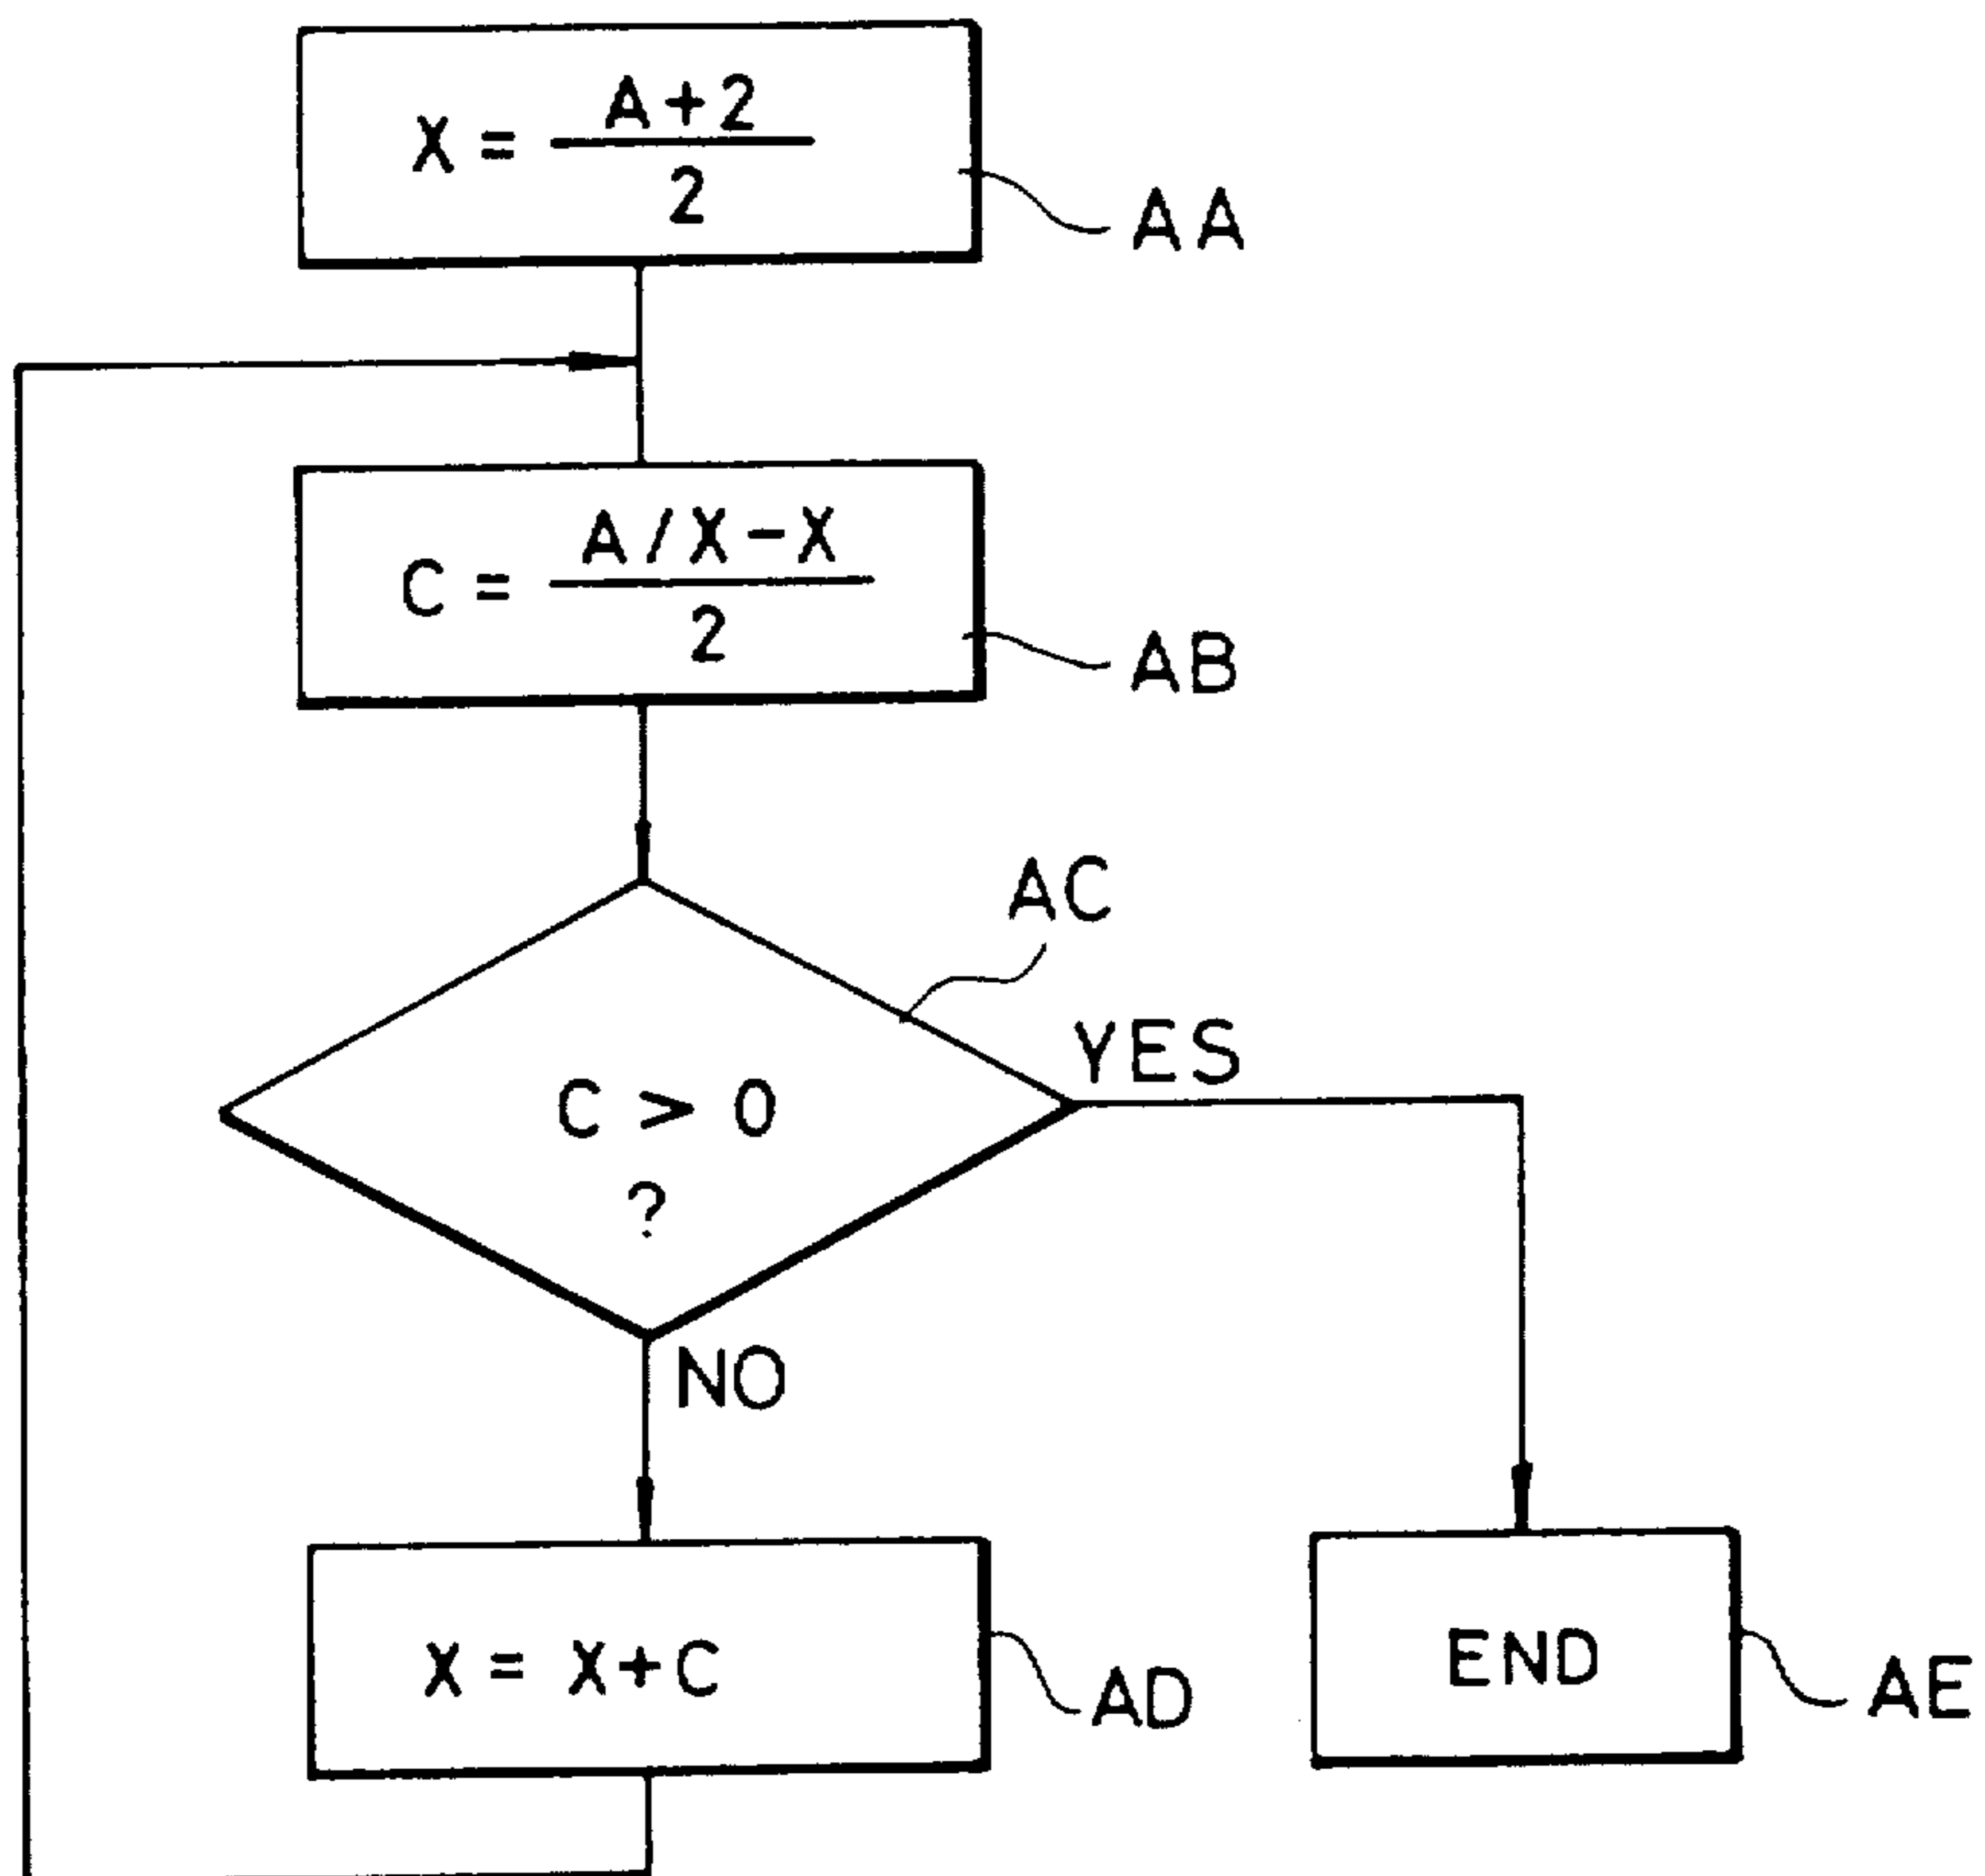 X = A+2
2
AA
C = A/X-X
2
AB
AC
YES
C > 0
?
NO
X = X+C
AD
END
AE